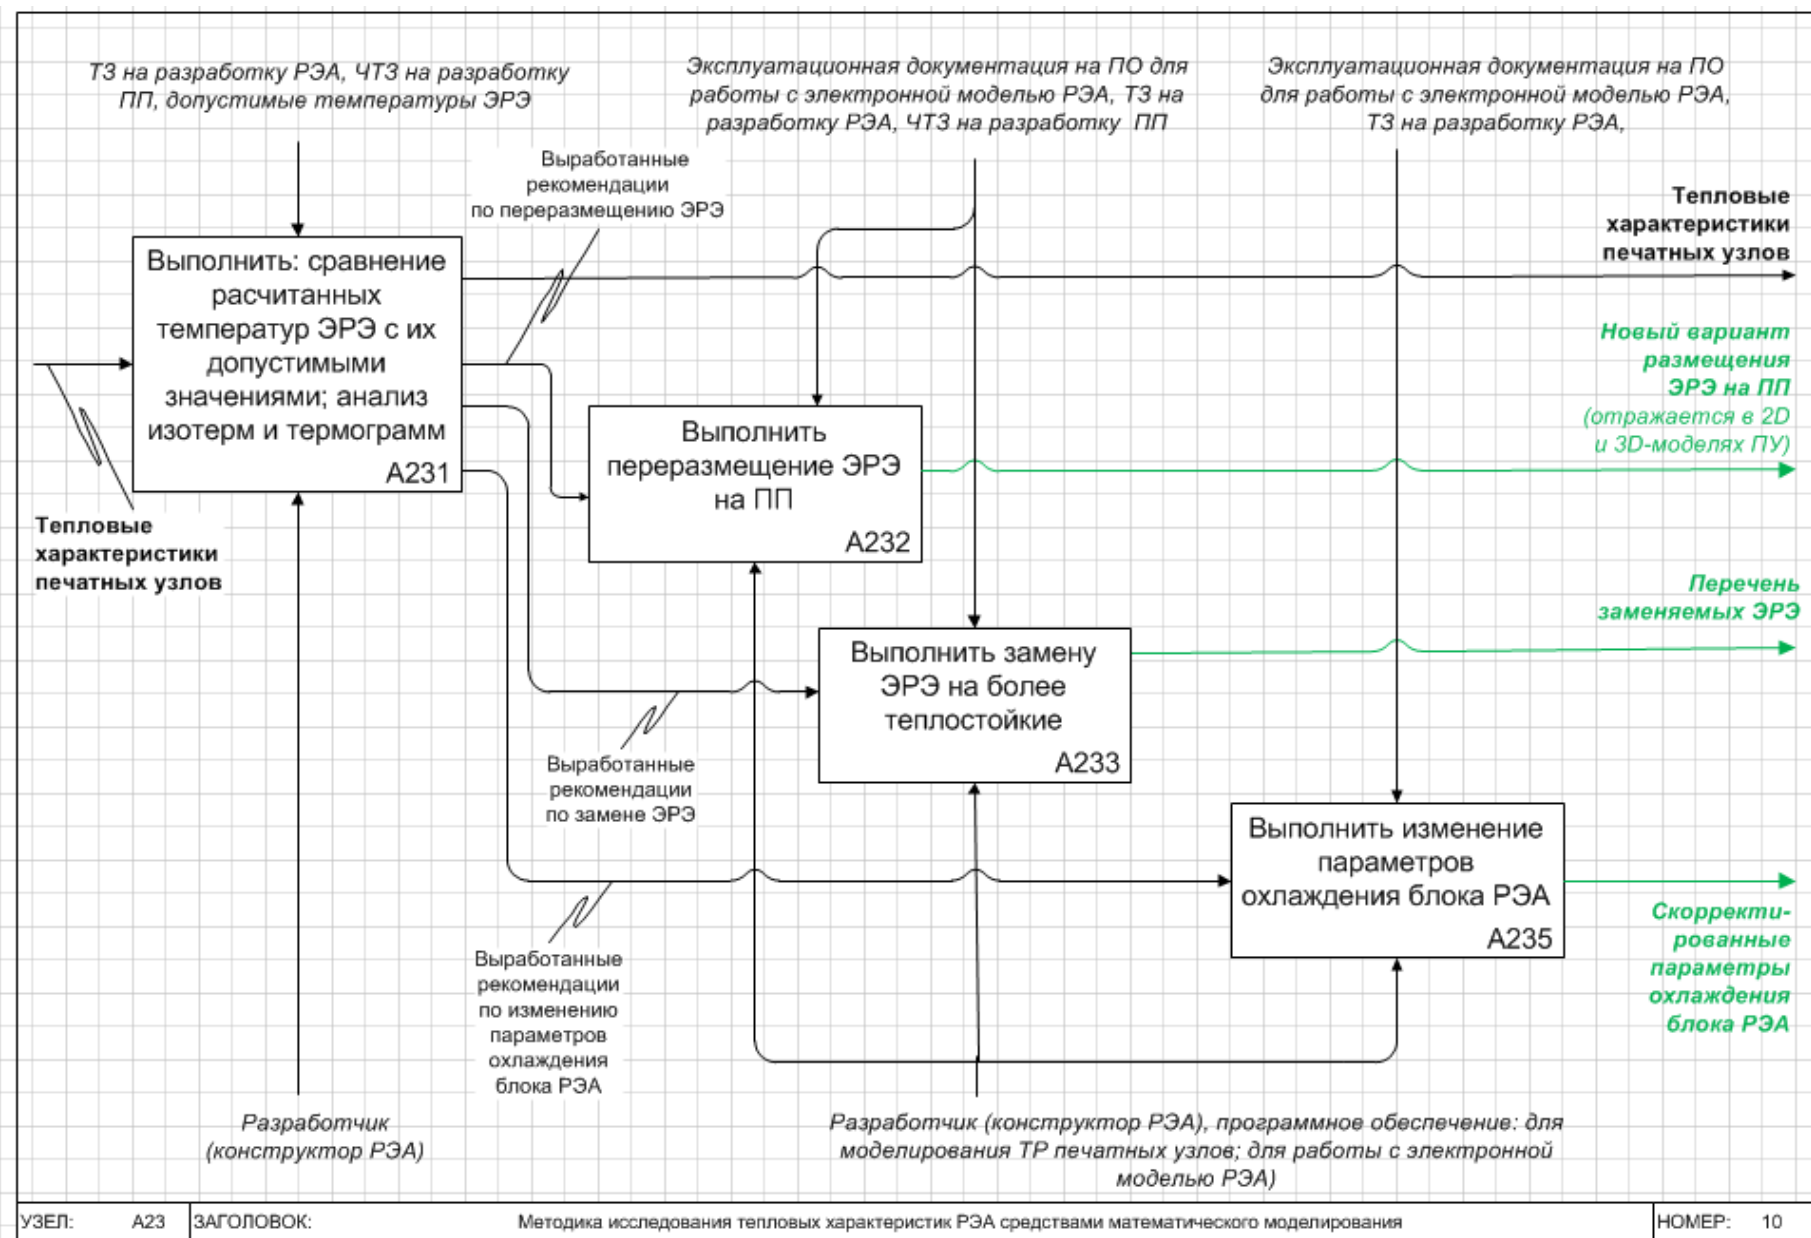 ТЗ на разработку РЭА, ЧТЗ на разработку
ПП, допустимые температуры ЭРЭ
Эксплуатационная документация на ПО для
работы с электронной моделью РЭА, ТЗ на
разработку РЭА, ЧТЗ на разработку ПП
Эксплуатационная документация на ПО
для работы с электронной моделью РЭА,
ТЗ на разработку РЭА,
Выработанные
рекомендации
по переразмещению ЭРЭ
Тепловые
характеристики
печатных узлов
Выполнить: сравнение
расчитанных
температур ЭРЭ с их
допустимыми
значениями; анализ
изотерм и термограмм
А231
Новый вариант
размещения
ЭРЭ на ПП
(отражается в 2D
и 3D-моделях ПУ)
Выполнить
переразмещение ЭРЭ
на ПП
А232
Тепловые
характеристики
печатных узлов
Перечень
заменяемых ЭРЭ
Выполнить замену
ЭРЭ на более
теплостойкие
А233
Выработанные
рекомендации
по замене ЭРЭ
Выполнить изменение
параметров
охлаждения блока РЭА
А235
Скорректи-
рованные
параметры
охлаждения
блока РЭА
Выработанные
рекомендации
по изменению
параметров
охлаждения
блока РЭА
Разработчик
(конструктор РЭА)
Разработчик (конструктор РЭА), программное обеспечение: для
моделирования ТР печатных узлов; для работы с электронной
моделью РЭА)
УЗЕЛ: А23 ЗАГОЛОВОК: Методика исследования тепловых характеристик РЭА средствами математического моделирования НОМЕР: 10